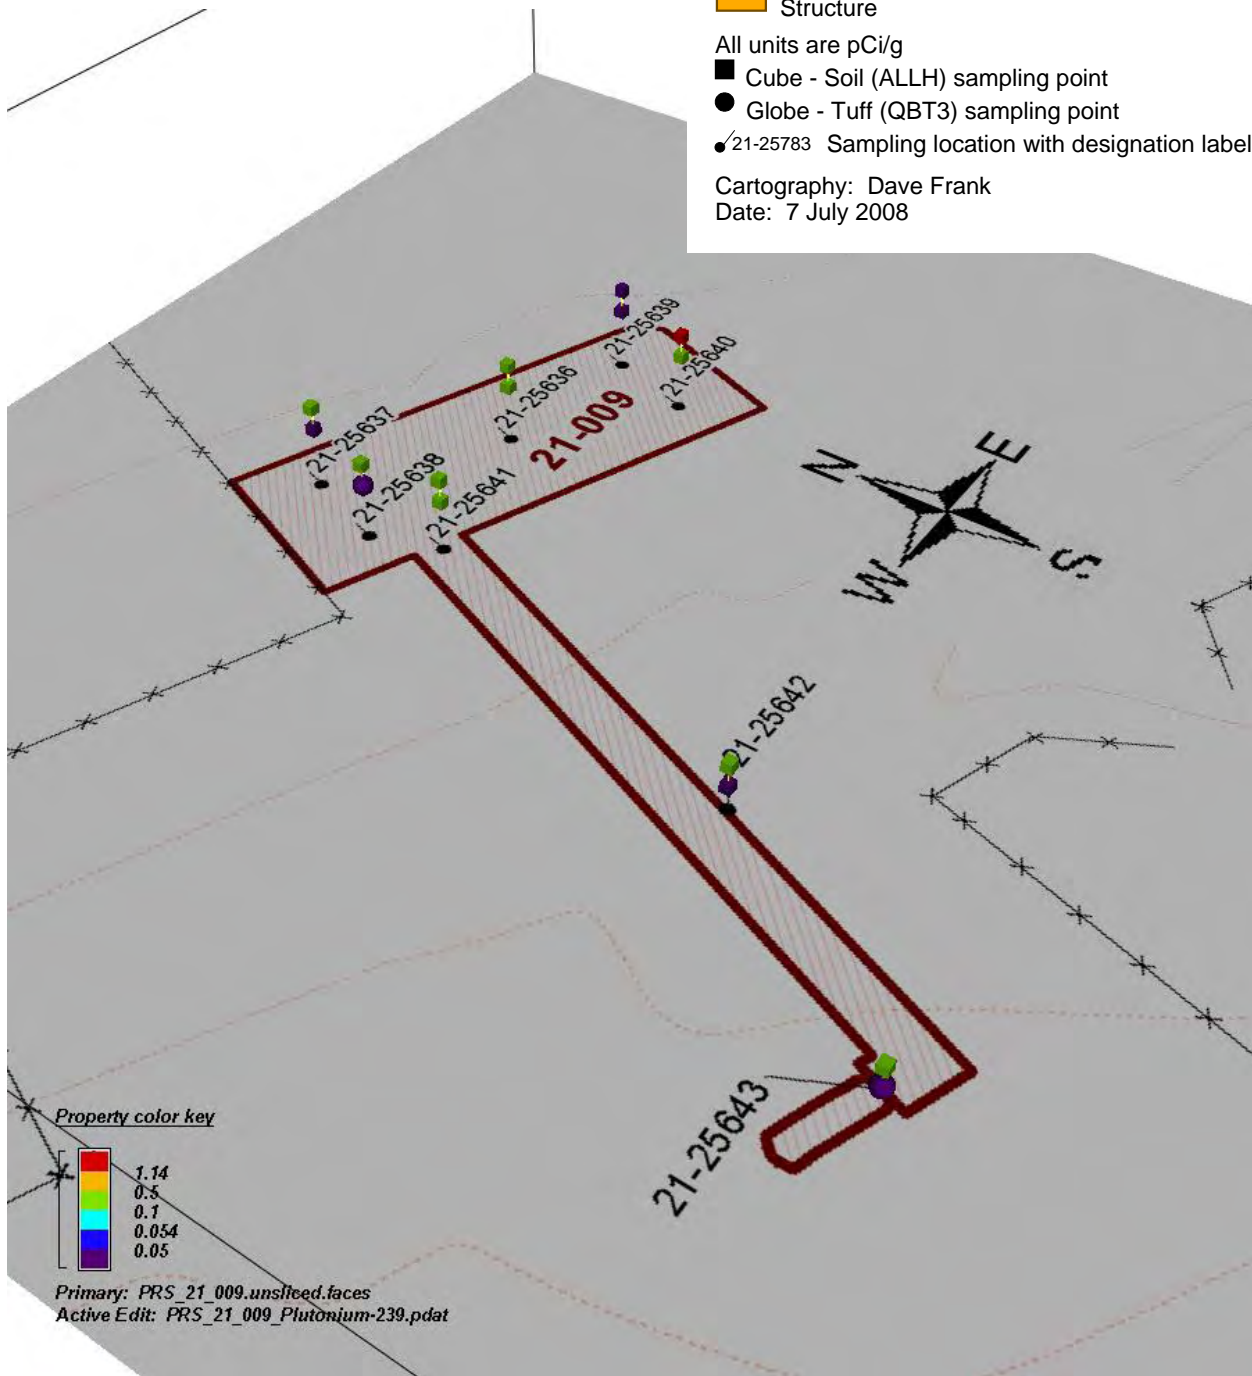 Structure
All units are pCi/g
Cube - Soil (ALLH) sampling point
Globe - Tuff (QBT3) sampling point
21-25783 Sampling location with designation label
Cartography: Dave Frank
Date: 7 July 2008
21-25639
21-25640
21-25636
21-009
21-25637
21-25638
21-25641
N
E
W
S
21-25642
21-25643
Property color key
1.14
0.5
0.1
0.054
0.05
Primary: PRS_21_009.unsliced.faces
Active Edit: PRS_21_009_Plutonium-239.pdat